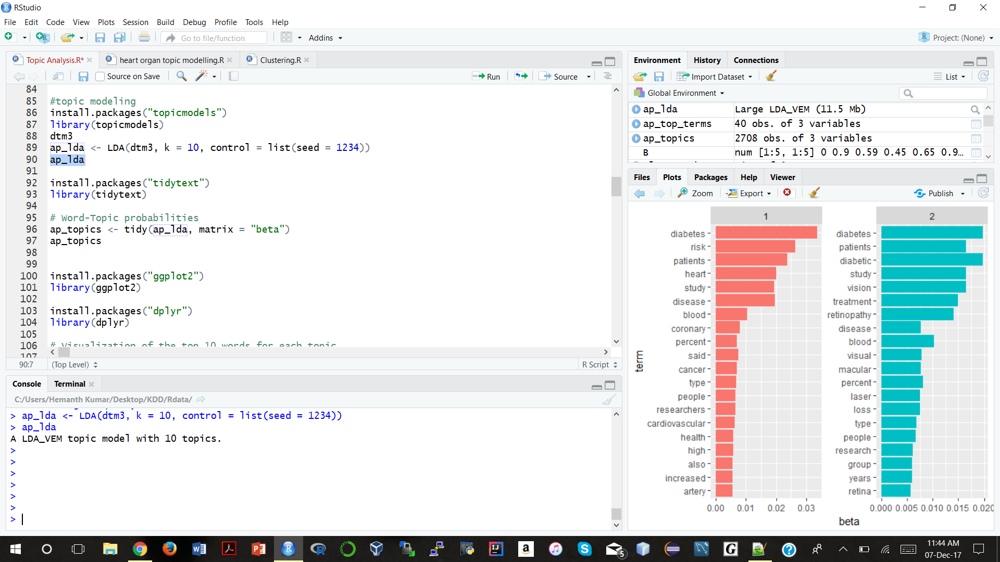 RStudio
File Edit Code View Plots Session Build Debug Profile Tools Help
Go to file/function Addins Project: (None)
Topic Analysis.R* heart organ topic modelling.R Clustering.R
Source on Save Run Source
84
85 #topic modeling
86 install.packages("topicmodels")
87 library(topicmodels)
88 dtm3
89 ap_lda <- LDA(dtm3, k = 10, control = list(seed = 1234))
90 ap_lda
91
92 install.packages("tidytext")
93 library(tidytext)
94
95 # Word-Topic probabilities
96 ap_topics <- tidy(ap_lda, matrix = "beta")
97 ap_topics
98
99
100 install.packages("ggplot2")
101 library(ggplot2)
102
103 install.packages("dplyr")
104 library(dplyr)
105
106 # Visualization of the top 10 words for each topic
107
90:7 (Top Level) R Script
Console Terminal
C:/Users/Hemanth Kumar/Desktop/KDD/Rdata/
> ap_lda <- LDA(dtm3, k = 10, control = list(seed = 1234))
> ap_lda
A LDA_VEM topic model with 10 topics.
>
>
>
>
>
>
>
Environment History Connections
Import Dataset List
Global Environment
ap_lda Large LDA_VEM (11.5 Mb)
ap_top_terms 40 obs. of 3 variables
ap_topics 2708 obs. of 3 variables
B num [1:5, 1:5] 0 0.9 0.59 0.45 0.65 0.9...
Files Plots Packages Help Viewer
Zoom Export Publish
1
diabetes
risk
patients
heart
study
disease
blood
coronary
percent
said
cancer
type
people
researchers
cardiovascular
health
high
also
increased
artery
0.00 0.01 0.02 0.03
2
diabetes
patients
diabetic
study
vision
treatment
retinopathy
disease
blood
visual
macular
percent
laser
loss
type
people
research
group
years
retina
0.000 0.005 0.010 0.015 0.020
term
beta
5
11:44 AM
07-Dec-17